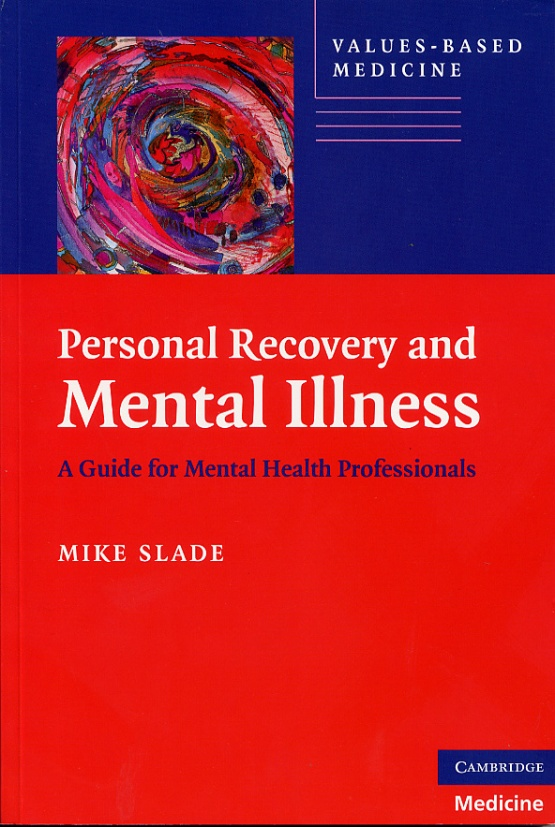 VALUES-BASED
MEDICINE
Personal Recovery and
Mental Illness
A Guide for Mental Health Professionals
MIKE SLADE
CAMBRIDGE
Medicine